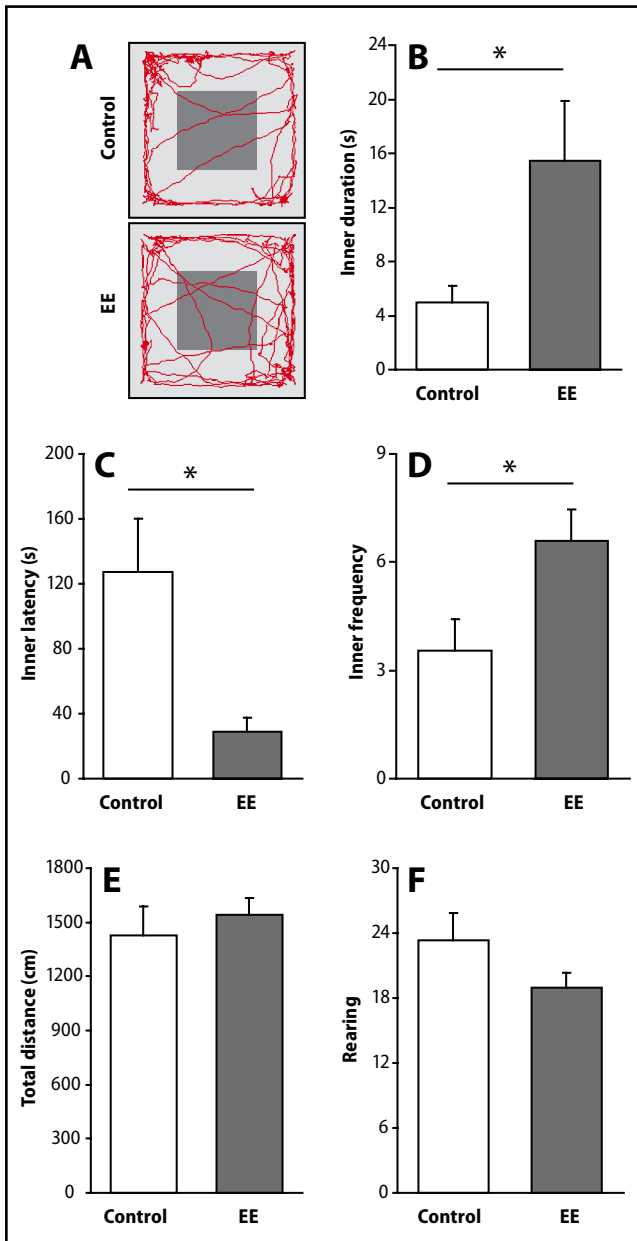 A
Control
EE
B
*
Inner duration (s)
24
20
16
12
8
4
0
Control EE
C
*
Inner latency (s)
200
160
120
80
40
0
Control EE
D
*
Inner frequency
9
6
3
0
Control EE
E
Total distance (cm)
1800
1500
1200
900
600
300
0
Control EE
F
Rearing
30
24
18
12
6
0
Control EE